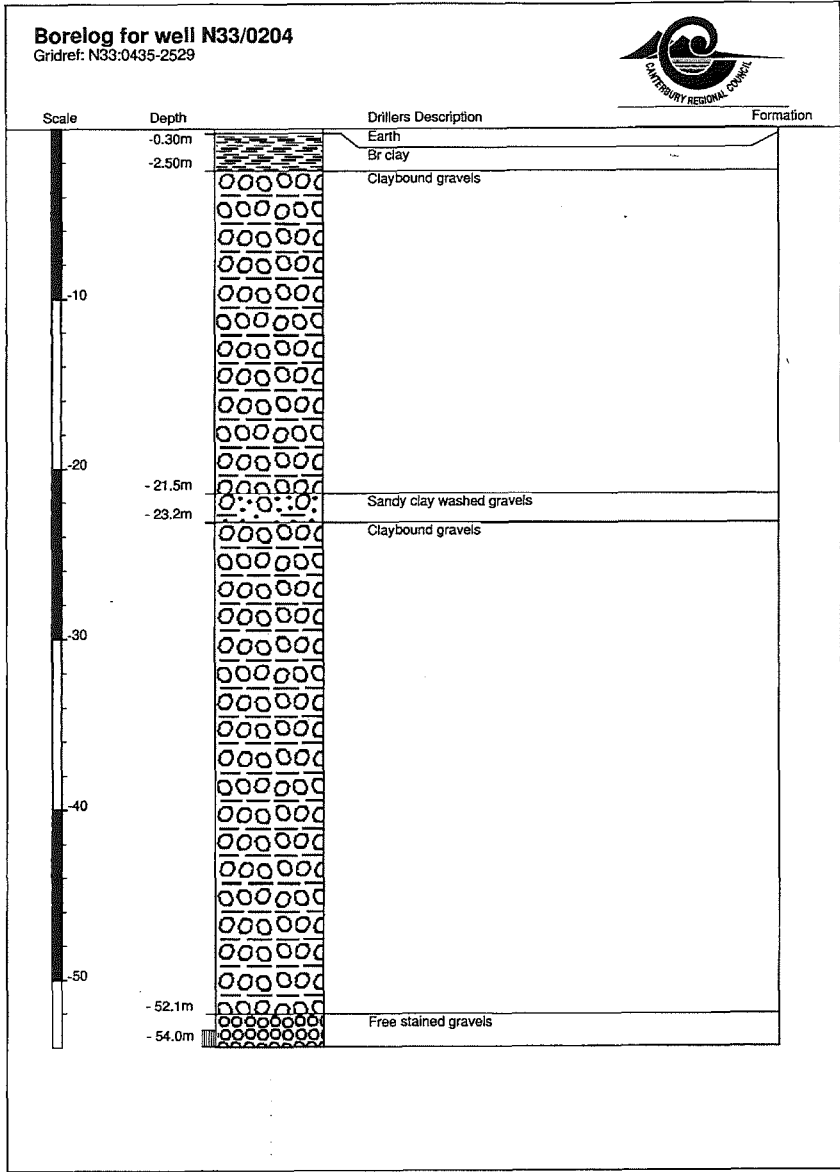 Borelog for well N33/0204
Gridref: N33:0435-2529
CANTERBURY REGIONAL COUNCIL
Scale Depth Drillers Description Formation
-0.30m Earth
-2.50m Br clay
Claybound gravels
-10
-20
- 21.5m
Sandy clay washed gravels
- 23.2m
Claybound gravels
-30
-40
-50
- 52.1m
Free stained gravels
- 54.0m